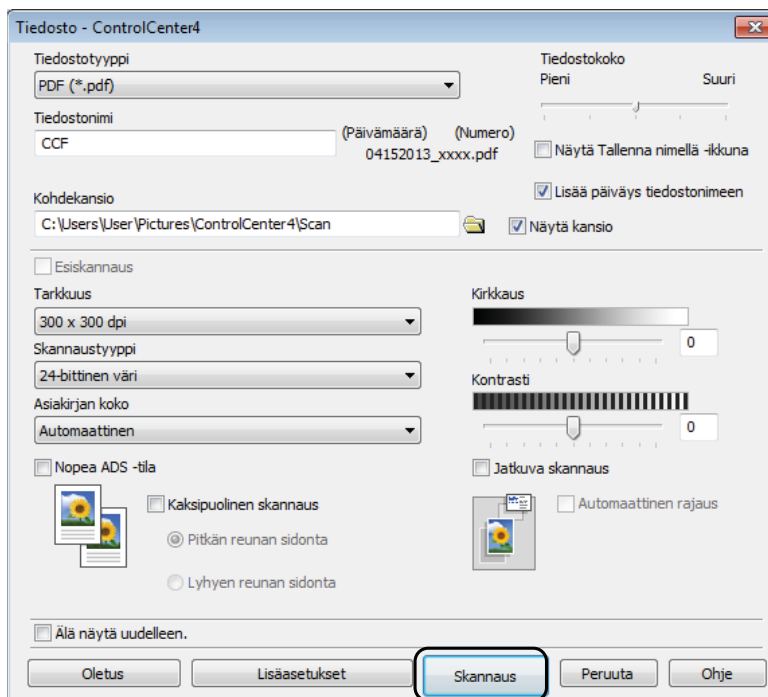 Tiedosto - ControlCenter4
Tiedostotyyppi
PDF (*.pdf)
Tiedostokoko
Pieni Suuri
Tiedostonimi
CCF
(Päivämäärä) (Numero)
04152013_xxxx.pdf
Näytä Tallenna nimellä -ikkuna
Lisää päiväys tiedostonimeen
Kohdekansio
C:\Users\User\Pictures\ControlCenter4\Scan
Näytä kansio
Esiskannaus
Tarkkuus
300 x 300 dpi
Skannaustyyppi
24-bittinen väri
Asiakirjan koko
Automaattinen
Kirkkaus
0
Kontrasti
0
Nopea ADS -tila
Kaksipuolinen skannaus
Pitkän reunan sidonta
Lyhyen reunan sidonta
Jatkuva skannaus
Automaattinen rajaus
Älä näytä uudelleen.
Oletus Lisäasetukset Skannaus Peruuta Ohje